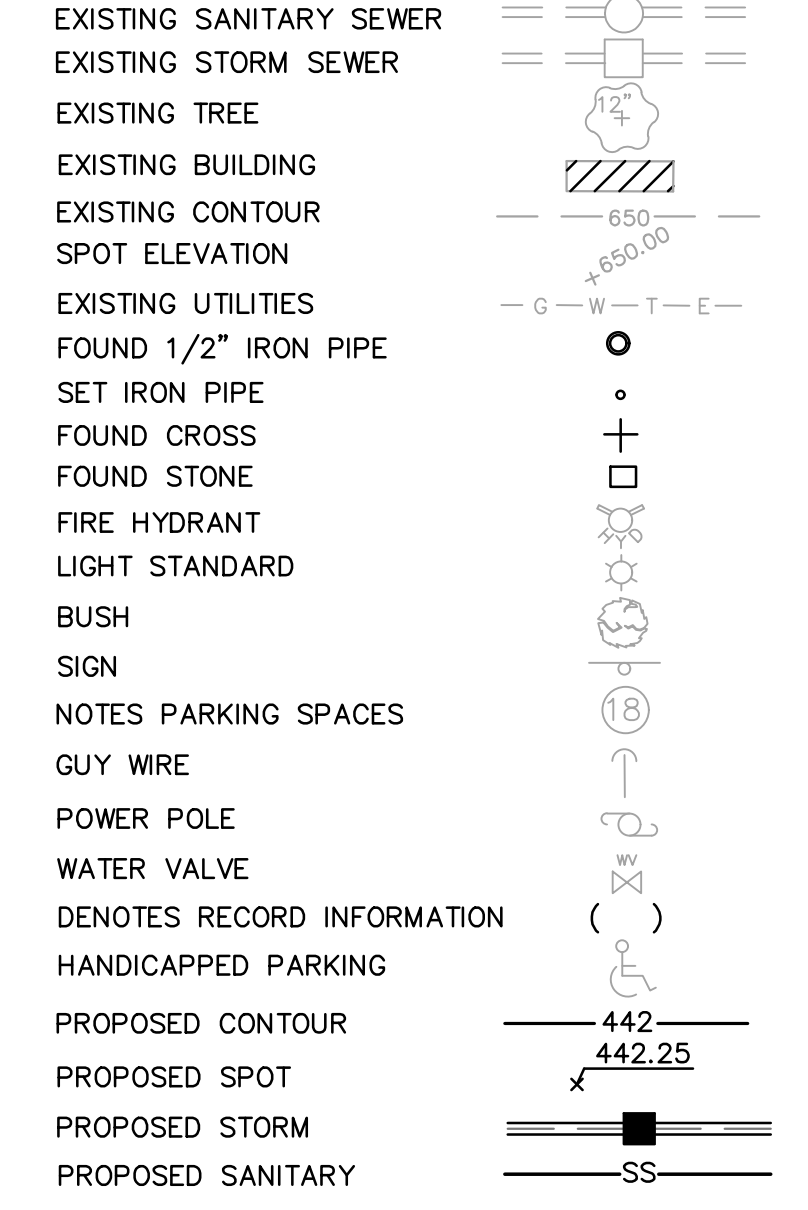 EXISTING SANITARY SEWER
EXISTING STORM SEWER
EXISTING TREE 12"
EXISTING BUILDING
EXISTING CONTOUR 650
SPOT ELEVATION +650.00
EXISTING UTILITIES G W T E
FOUND 1/2" IRON PIPE
SET IRON PIPE
FOUND CROSS
FOUND STONE
FIRE HYDRANT HYD
LIGHT STANDARD
BUSH
SIGN
NOTES PARKING SPACES 18
GUY WIRE
POWER POLE
WATER VALVE WV
DENOTES RECORD INFORMATION ( )
HANDICAPPED PARKING
PROPOSED CONTOUR 442
PROPOSED SPOT 442.25
PROPOSED STORM
PROPOSED SANITARY SS